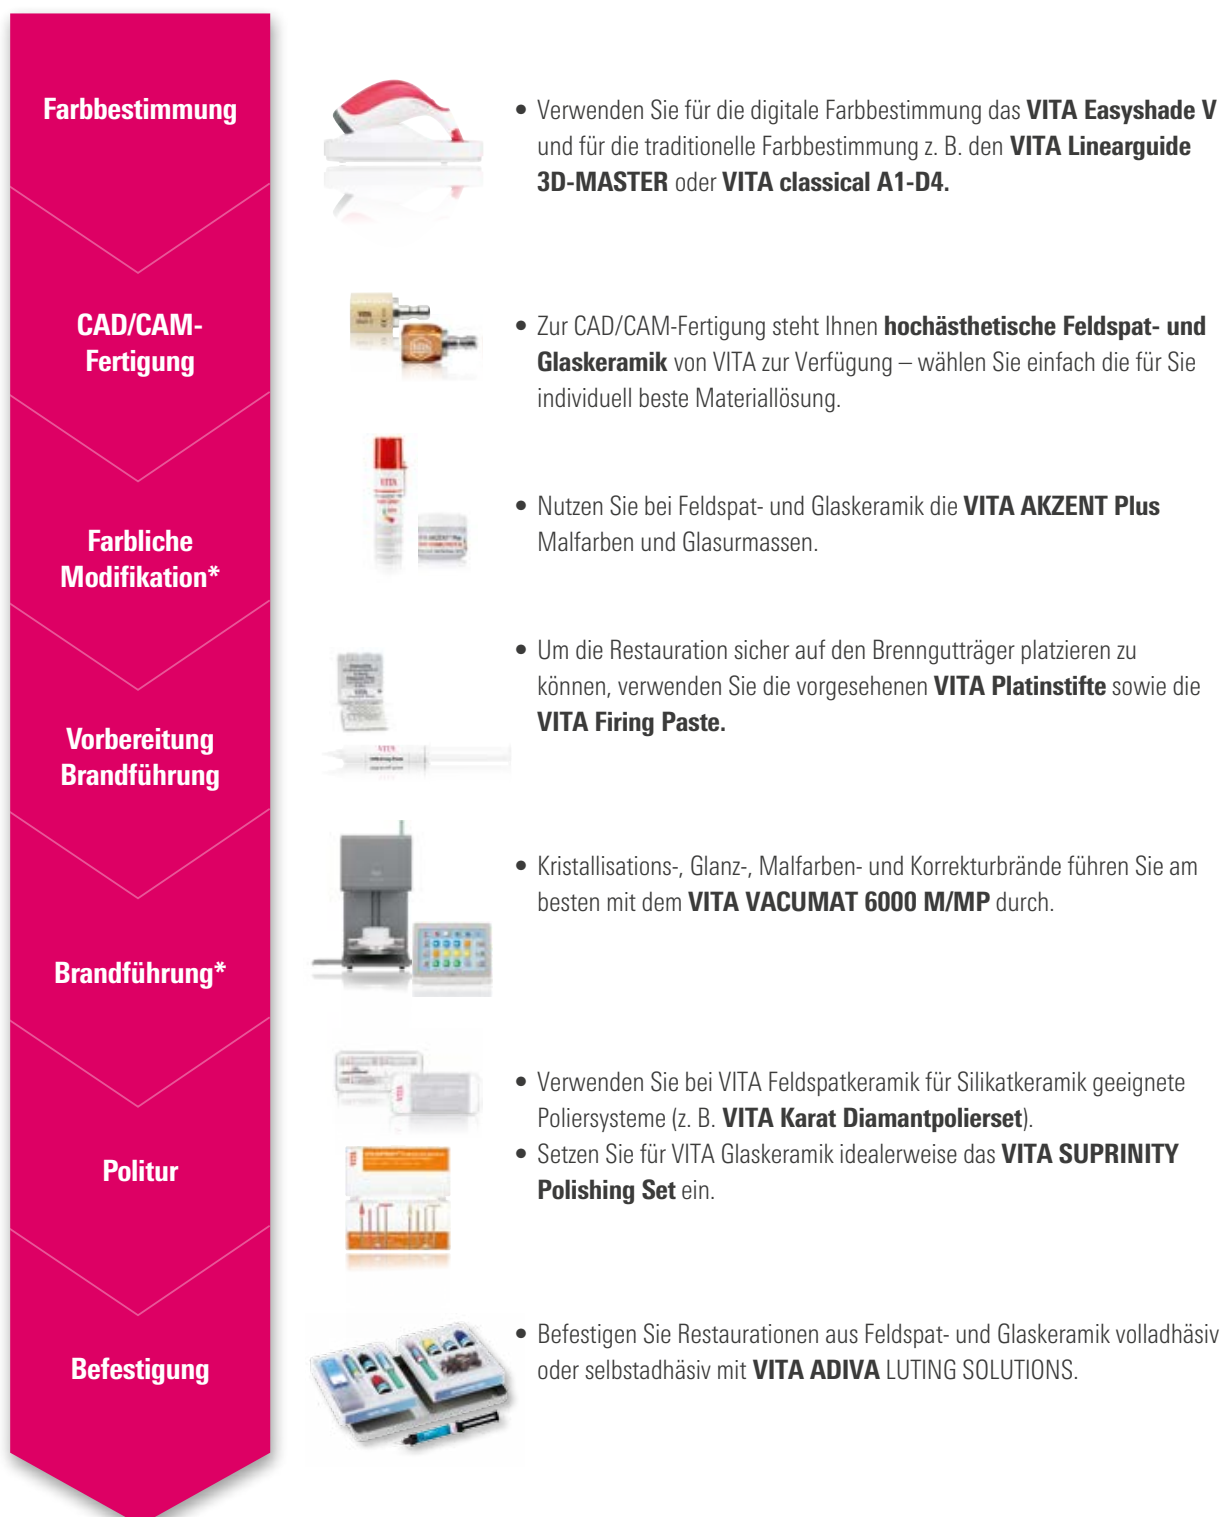 Farbbestimmung
• Verwenden Sie für die digitale Farbbestimmung das VITA Easyshade V
und für die traditionelle Farbbestimmung z. B. den VITA Linearguide
3D-MASTER oder VITA classical A1-D4.
CAD/CAM-
Fertigung
• Zur CAD/CAM-Fertigung steht Ihnen hochästhetische Feldspat- und
Glaskeramik von VITA zur Verfügung – wählen Sie einfach die für Sie
individuell beste Materiallösung.
Farbliche
Modifikation*
VITA
• Nutzen Sie bei Feldspat- und Glaskeramik die VITA AKZENT Plus
Malfarben und Glasurmassen.
Vorbereitung
Brandführung
VITA
• Um die Restauration sicher auf den Brenngutträger platzieren zu
können, verwenden Sie die vorgesehenen VITA Platinstifte sowie die
VITA Firing Paste.
Brandführung*
• Kristallisations-, Glanz-, Malfarben- und Korrekturbrände führen Sie am
besten mit dem VITA VACUMAT 6000 M/MP durch.
Politur
VITA
• Verwenden Sie bei VITA Feldspatkeramik für Silikatkeramik geeignete
Poliersysteme (z. B. VITA Karat Diamantpolierset).
• Setzen Sie für VITA Glaskeramik idealerweise das VITA SUPRINITY
Polishing Set ein.
Befestigung
• Befestigen Sie Restaurationen aus Feldspat- und Glaskeramik volladhäsiv
oder selbstadhäsiv mit VITA ADIVA LUTING SOLUTIONS.